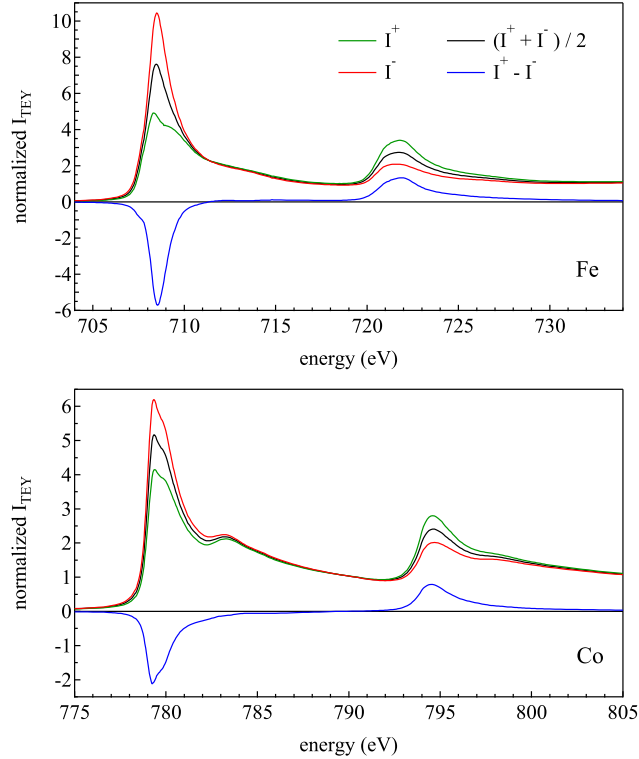 10
8
6
4
2
0
-2
-4
-6
normalized I_TEY
I⁺
(I⁺ + I⁻) / 2
I⁻
I⁺ - I⁻
Fe
705 710 715 720 725 730
energy (eV)
6
5
4
3
2
1
0
-1
-2
normalized I_TEY
Co
775 780 785 790 795 800 805
energy (eV)